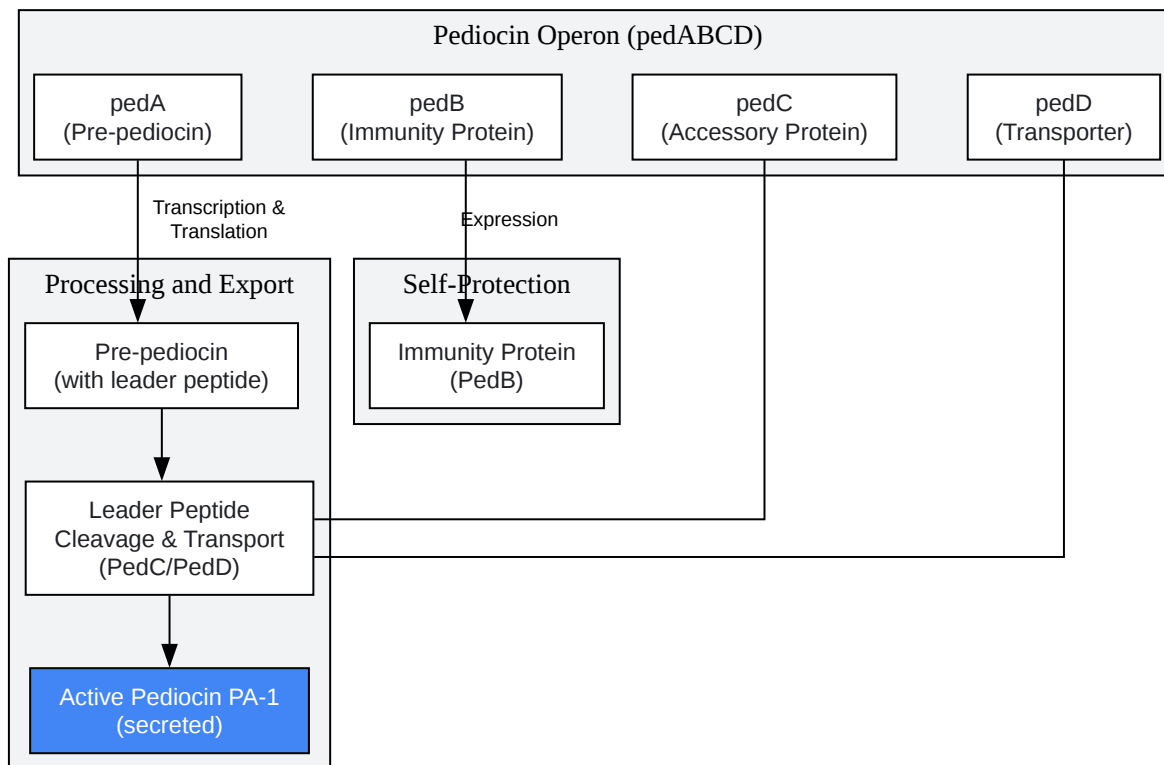 Pediocin Operon (pedABCD)
pedA
(Pre-pediocin)
pedB
(Immunity Protein)
pedC
(Accessory Protein)
pedD
(Transporter)
Transcription &
Translation
Expression
Processing and Export
Self-Protection
Pre-pediocin
(with leader peptide)
Immunity Protein
(PedB)
Leader Peptide
Cleavage & Transport
(PedC/PedD)
Active Pediocin PA-1
(secreted)